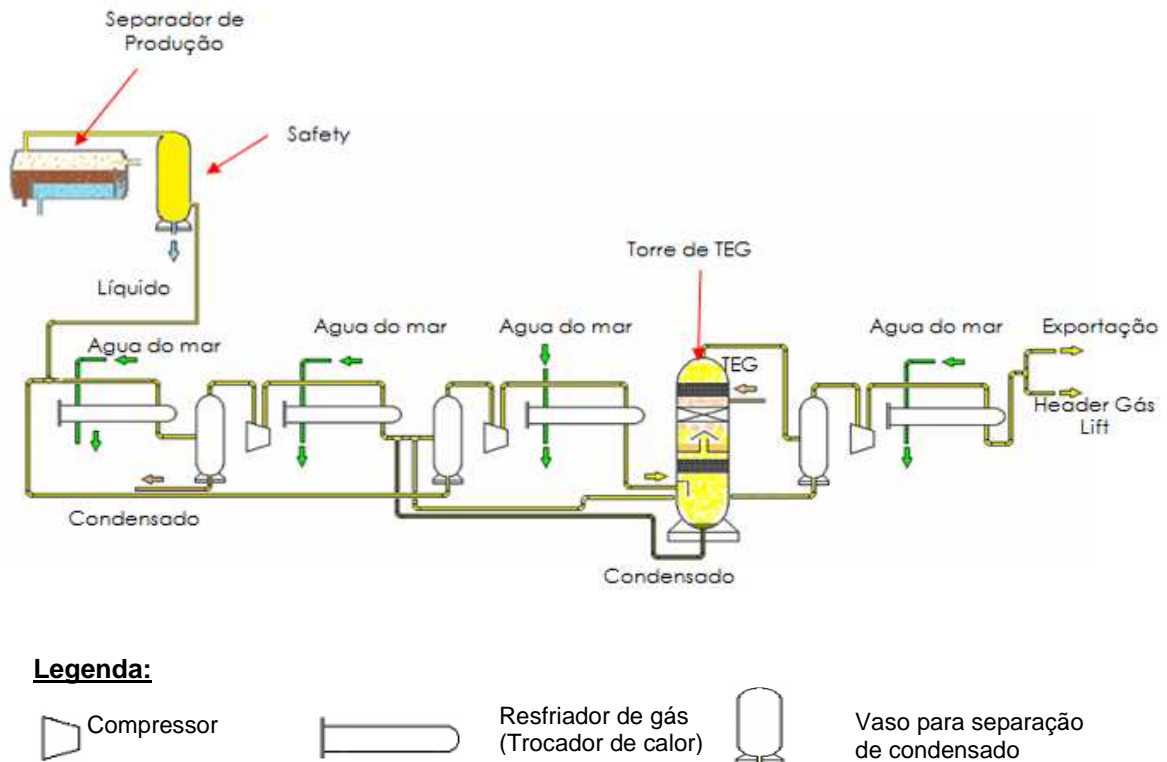 Separador de
Produção
Safety
Líquido
Torre de TEG
Agua do mar
Agua do mar
Agua do mar
Agua do mar
Exportação
TEG
Header Gás
Lift
Condensado
Condensado
Legenda:
Compressor
Resfriador de gás
(Trocador de calor)
Vaso para separação
de condensado